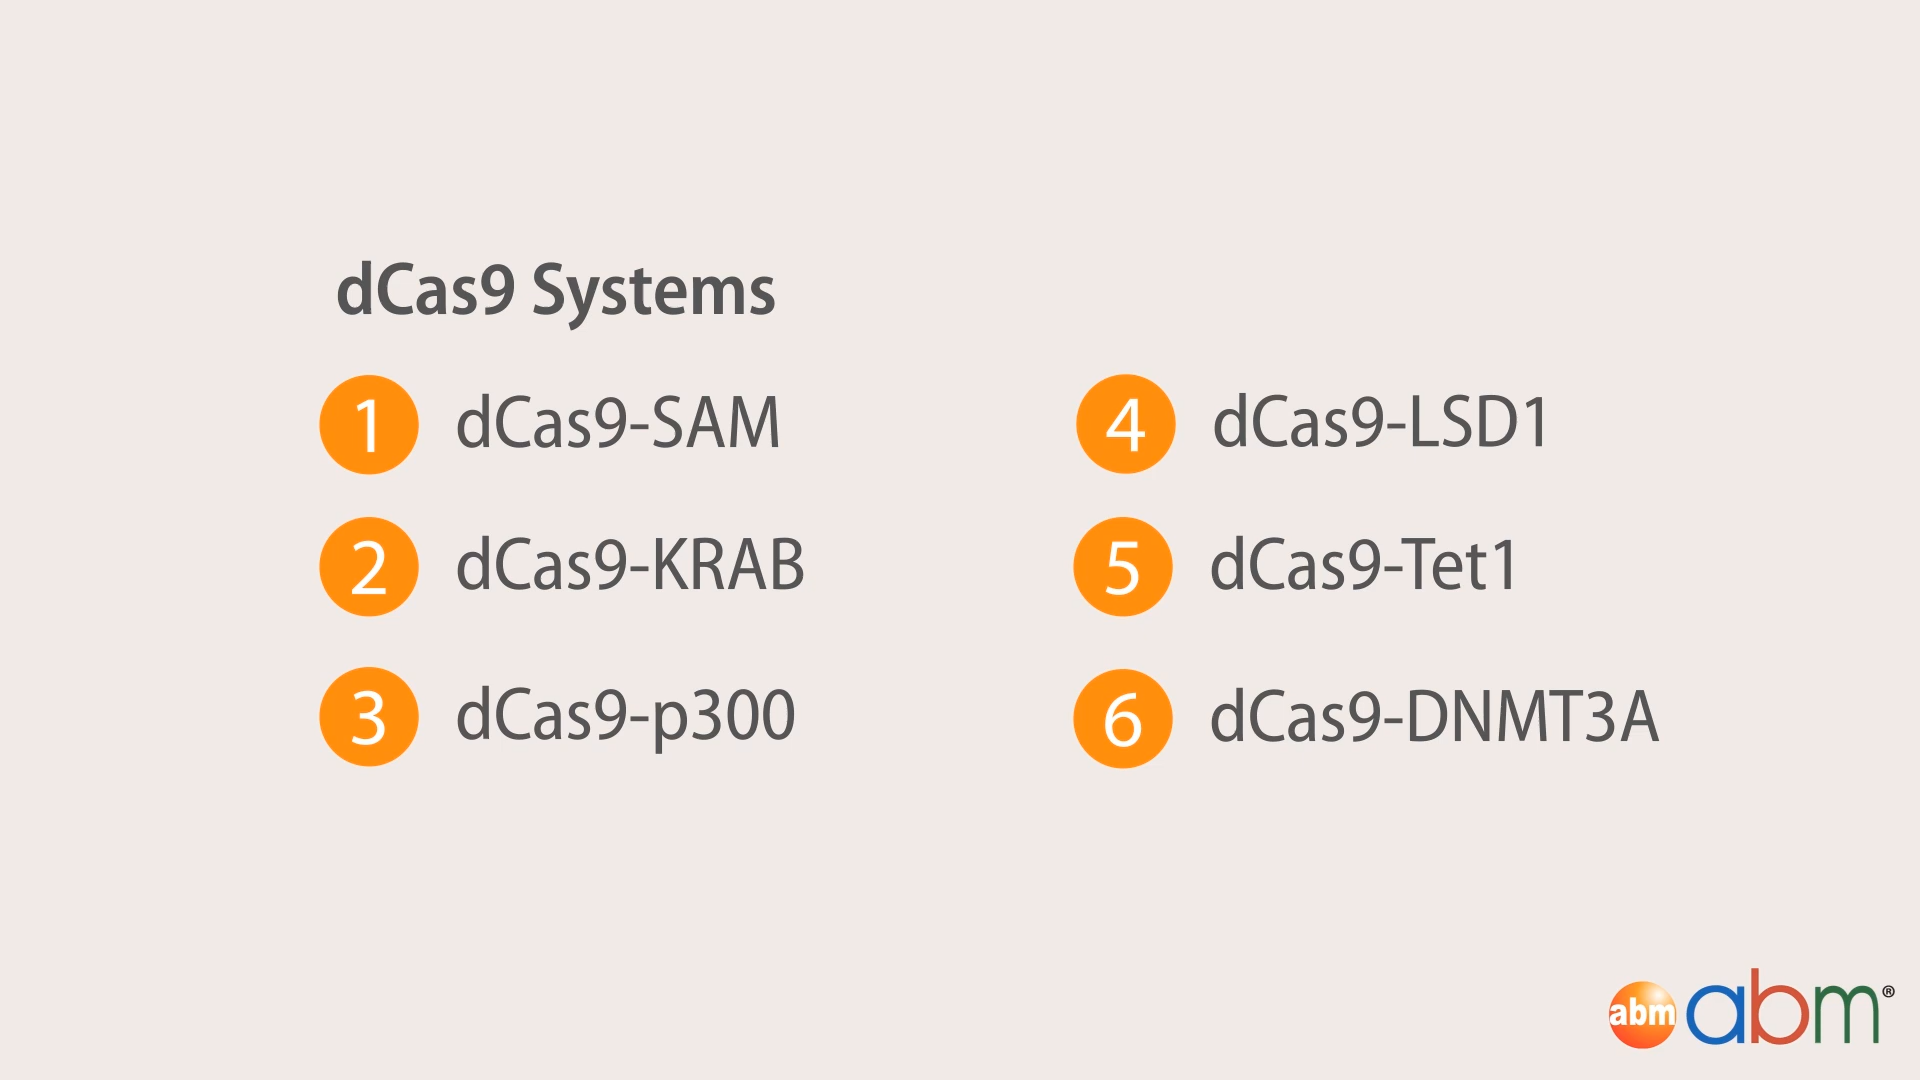 dCas9 Systems
1 dCas9-SAM
2 dCas9-KRAB
3 dCas9-p300
4 dCas9-LSD1
5 dCas9-Tet1
6 dCas9-DNMT3A
abm abm®